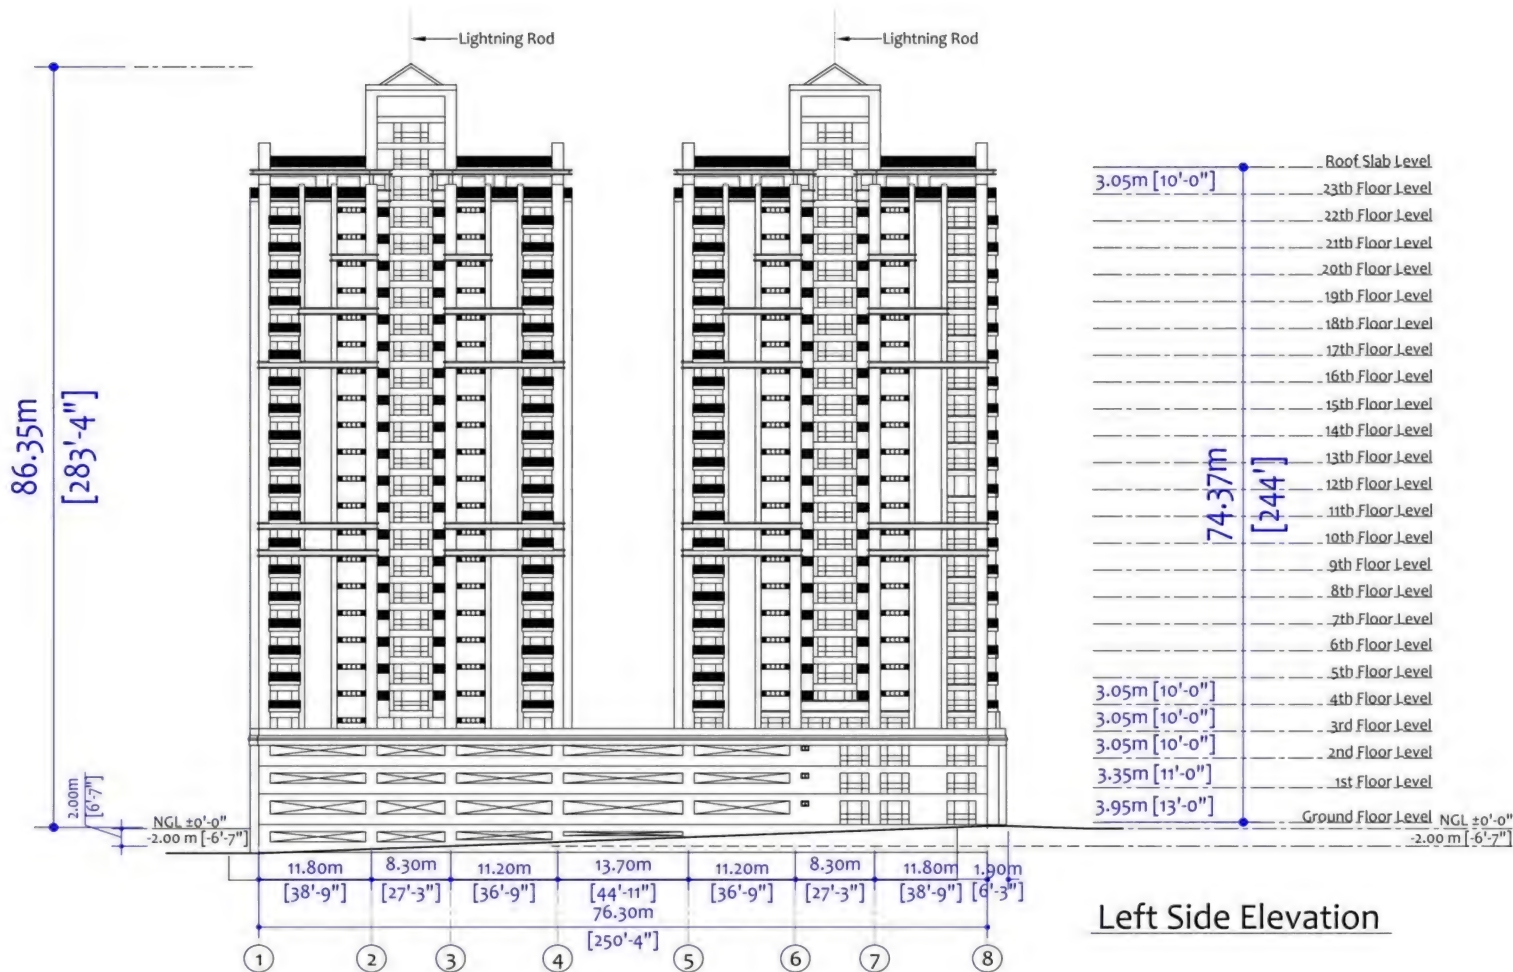 Lightning Rod
Lightning Rod
Roof Slab Level
3.05m [10'-0"]
23th Floor Level
22th Floor Level
21th Floor Level
20th Floor Level
19th Floor Level
18th Floor Level
17th Floor Level
16th Floor Level
15th Floor Level
14th Floor Level
13th Floor Level
12th Floor Level
11th Floor Level
10th Floor Level
9th Floor Level
8th Floor Level
7th Floor Level
6th Floor Level
5th Floor Level
3.05m [10'-0"]
4th Floor Level
3.05m [10'-0"]
3rd Floor Level
3.05m [10'-0"]
2nd Floor Level
3.35m [11'-0"]
1st Floor Level
3.95m [13'-0"]
Ground Floor Level
NGL ±0'-0"
-2.00 m [-6'-7"]
86.35m
[283'-4"]
74.37m
[244']
2.00m
[6'-7"]
NGL ±0'-0"
-2.00 m [-6'-7"]
11.80m 8.30m 11.20m 13.70m 11.20m 8.30m 11.80m 1.90m
[38'-9"] [27'-3"] [36'-9"] [44'-11"] [36'-9"] [27'-3"] [38'-9"] [6'-3"]
76.30m
[250'-4"]
1 2 3 4 5 6 7 8
Left Side Elevation